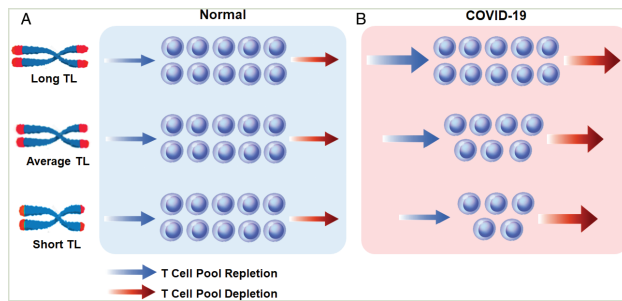 A
Normal
B
COVID-19
Long TL
Average TL
Short TL
T Cell Pool Repletion
T Cell Pool Depletion